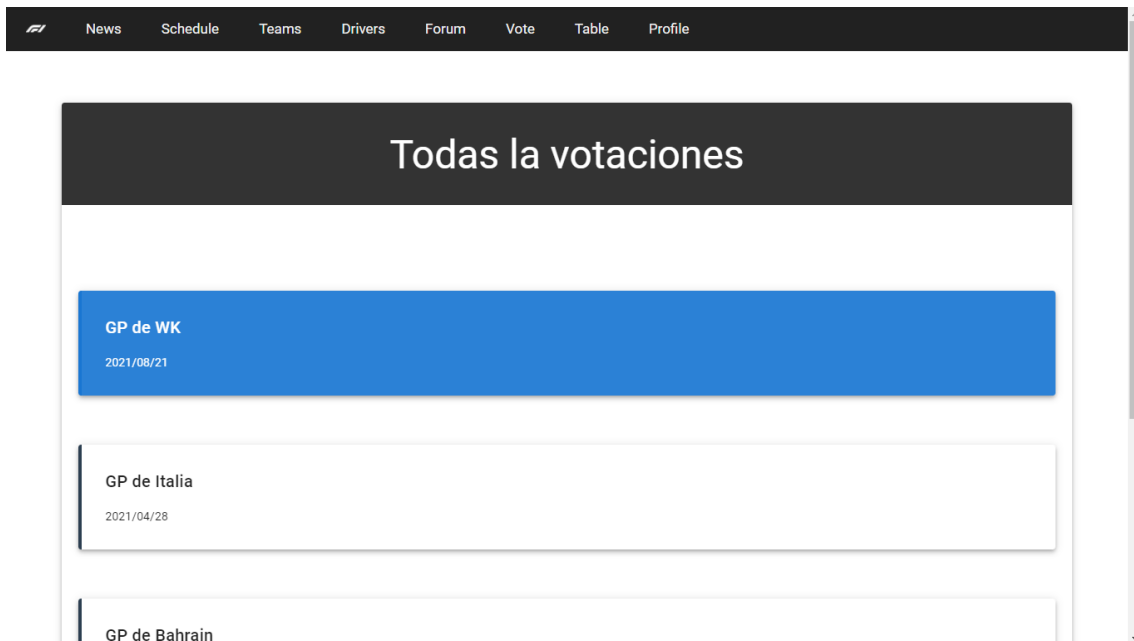 F1 News Schedule Teams Drivers Forum Vote Table Profile
Todas la votaciones
GP de WK
2021/08/21
GP de Italia
2021/04/28
GP de Bahrain